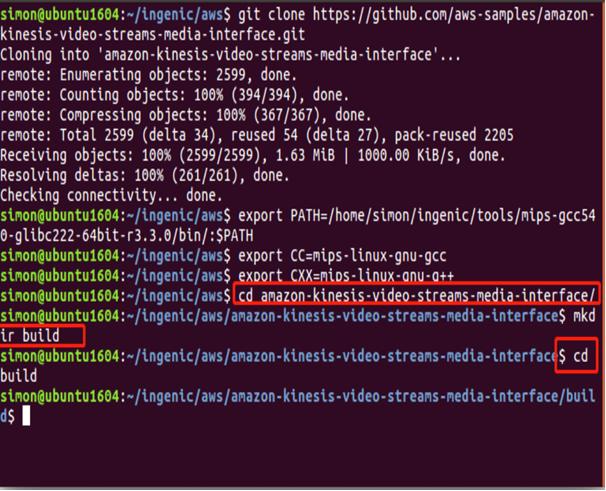 simon@ubuntu1604:~/ingenic/aws$ git clone https://github.com/aws-samples/amazon-
kinesis-video-streams-media-interface.git
Cloning into 'amazon-kinesis-video-streams-media-interface'...
remote: Enumerating objects: 2599, done.
remote: Counting objects: 100% (394/394), done.
remote: Compressing objects: 100% (367/367), done.
remote: Total 2599 (delta 34), reused 54 (delta 27), pack-reused 2205
Receiving objects: 100% (2599/2599), 1.63 MiB | 1000.00 KiB/s, done.
Resolving deltas: 100% (261/261), done.
Checking connectivity... done.
simon@ubuntu1604:~/ingenic/aws$ export PATH=/home/simon/ingenic/tools/mips-gcc54
0-glibc222-64bit-r3.3.0/bin/:$PATH
simon@ubuntu1604:~/ingenic/aws$ export CC=mips-linux-gnu-gcc
simon@ubuntu1604:~/ingenic/aws$ export CXX=mips-linux-gnu-g++
simon@ubuntu1604:~/ingenic/aws$ cd amazon-kinesis-video-streams-media-interface/
simon@ubuntu1604:~/ingenic/aws/amazon-kinesis-video-streams-media-interface$ mkd
ir build
simon@ubuntu1604:~/ingenic/aws/amazon-kinesis-video-streams-media-interface$ cd
build
simon@ubuntu1604:~/ingenic/aws/amazon-kinesis-video-streams-media-interface/buil
d$